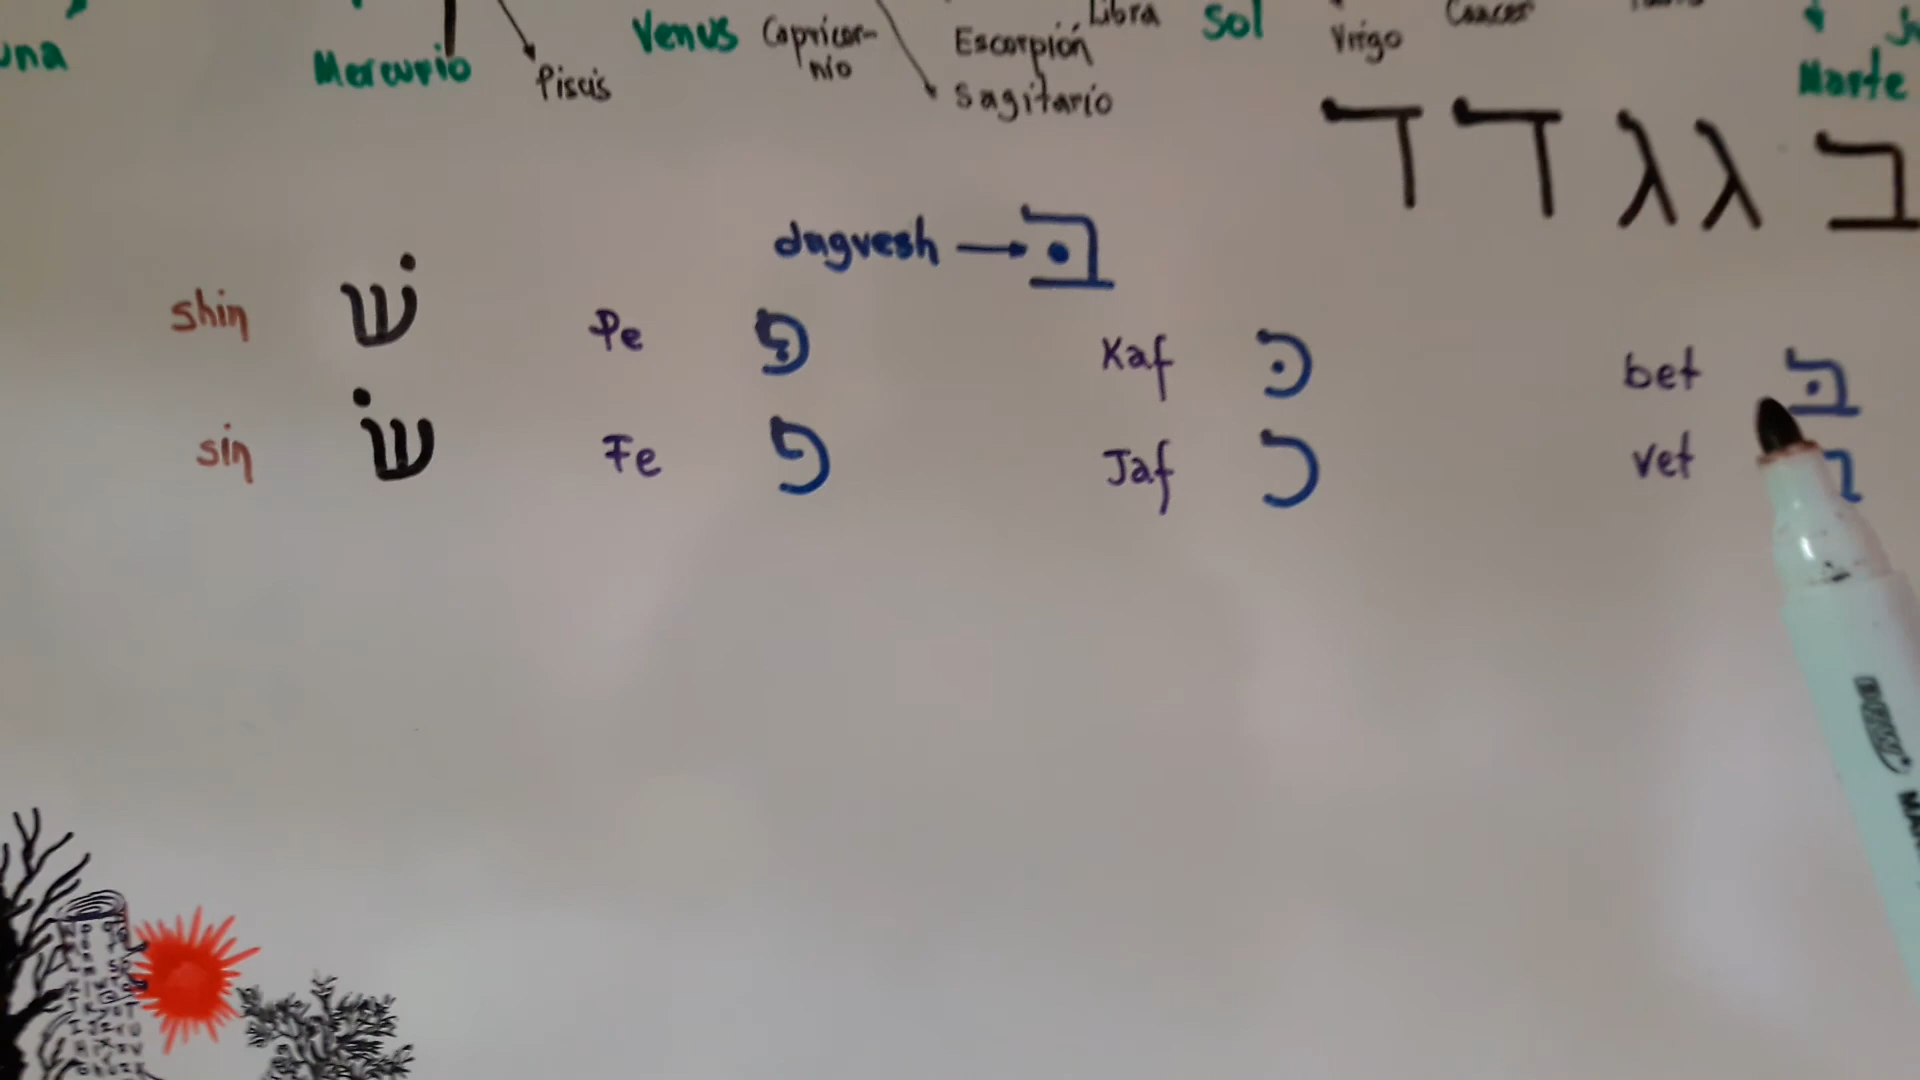 Libra Cancer
Venus Capricor- Escorpión Sol Virgo
nio
Mercurio Piscis Sagitario Marte
ד ד ג ג ב
dagvesh → בּ
shin שׁ Pe פּ Kaf כּ bet בּ
sin שׂ Fe פ Jaf כ vet